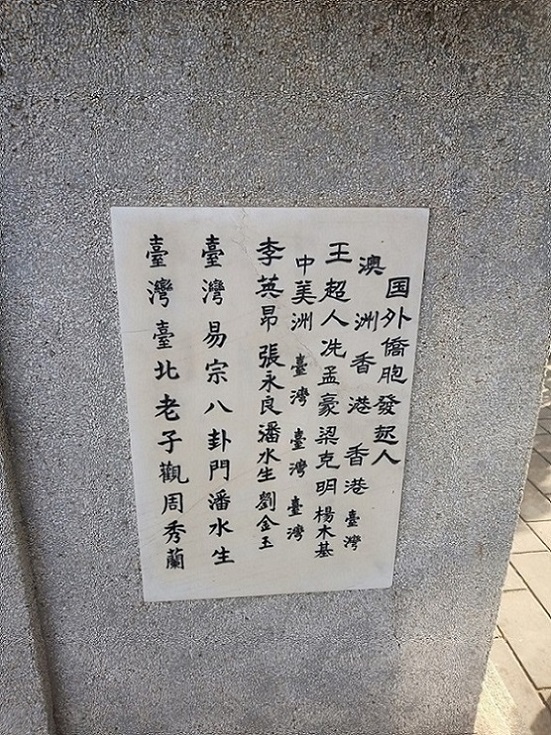 国外僑胞發起人
澳洲香港香港臺灣
王超人冼孟豪梁克明楊木基
中美洲臺灣臺灣臺灣
李英昂張永良潘水生劉金玉
臺灣易宗八卦門潘水生
臺灣臺北老子觀周秀蘭